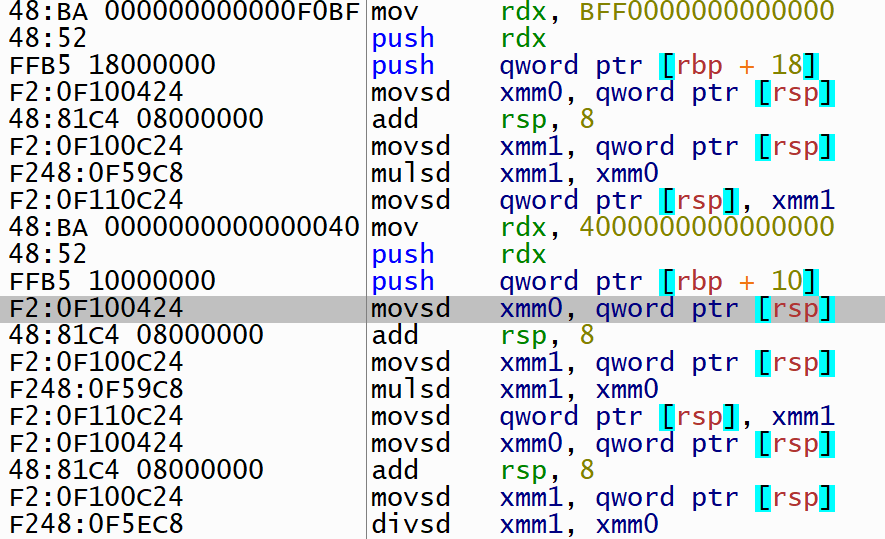 48:BA 000000000000F0BF mov rdx, BFF0000000000000
48:52 push rdx
FFB5 18000000 push qword ptr [rbp + 18]
F2:0F100424 movsd xmm0, qword ptr [rsp]
48:81C4 08000000 add rsp, 8
F2:0F100C24 movsd xmm1, qword ptr [rsp]
F248:0F59C8 mulsd xmm1, xmm0
F2:0F110C24 movsd qword ptr [rsp], xmm1
48:BA 0000000000000040 mov rdx, 4000000000000000
48:52 push rdx
FFB5 10000000 push qword ptr [rbp + 10]
F2:0F100424 movsd xmm0, qword ptr [rsp]
48:81C4 08000000 add rsp, 8
F2:0F100C24 movsd xmm1, qword ptr [rsp]
F248:0F59C8 mulsd xmm1, xmm0
F2:0F110C24 movsd qword ptr [rsp], xmm1
F2:0F100424 movsd xmm0, qword ptr [rsp]
48:81C4 08000000 add rsp, 8
F2:0F100C24 movsd xmm1, qword ptr [rsp]
F248:0F5EC8 divsd xmm1, xmm0